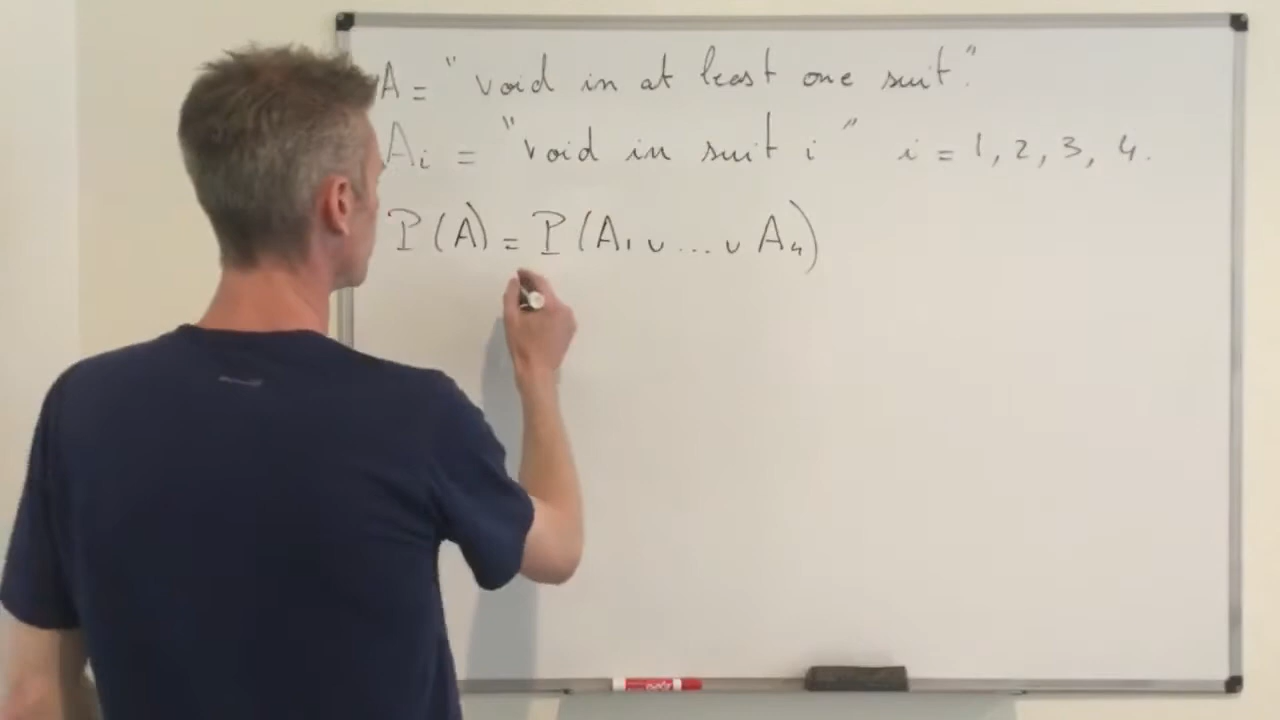 A = "void in at least one suit".
Ai = "void in suit i" i = 1, 2, 3, 4.
P(A) = P(A1 ∪ ... ∪ A4)